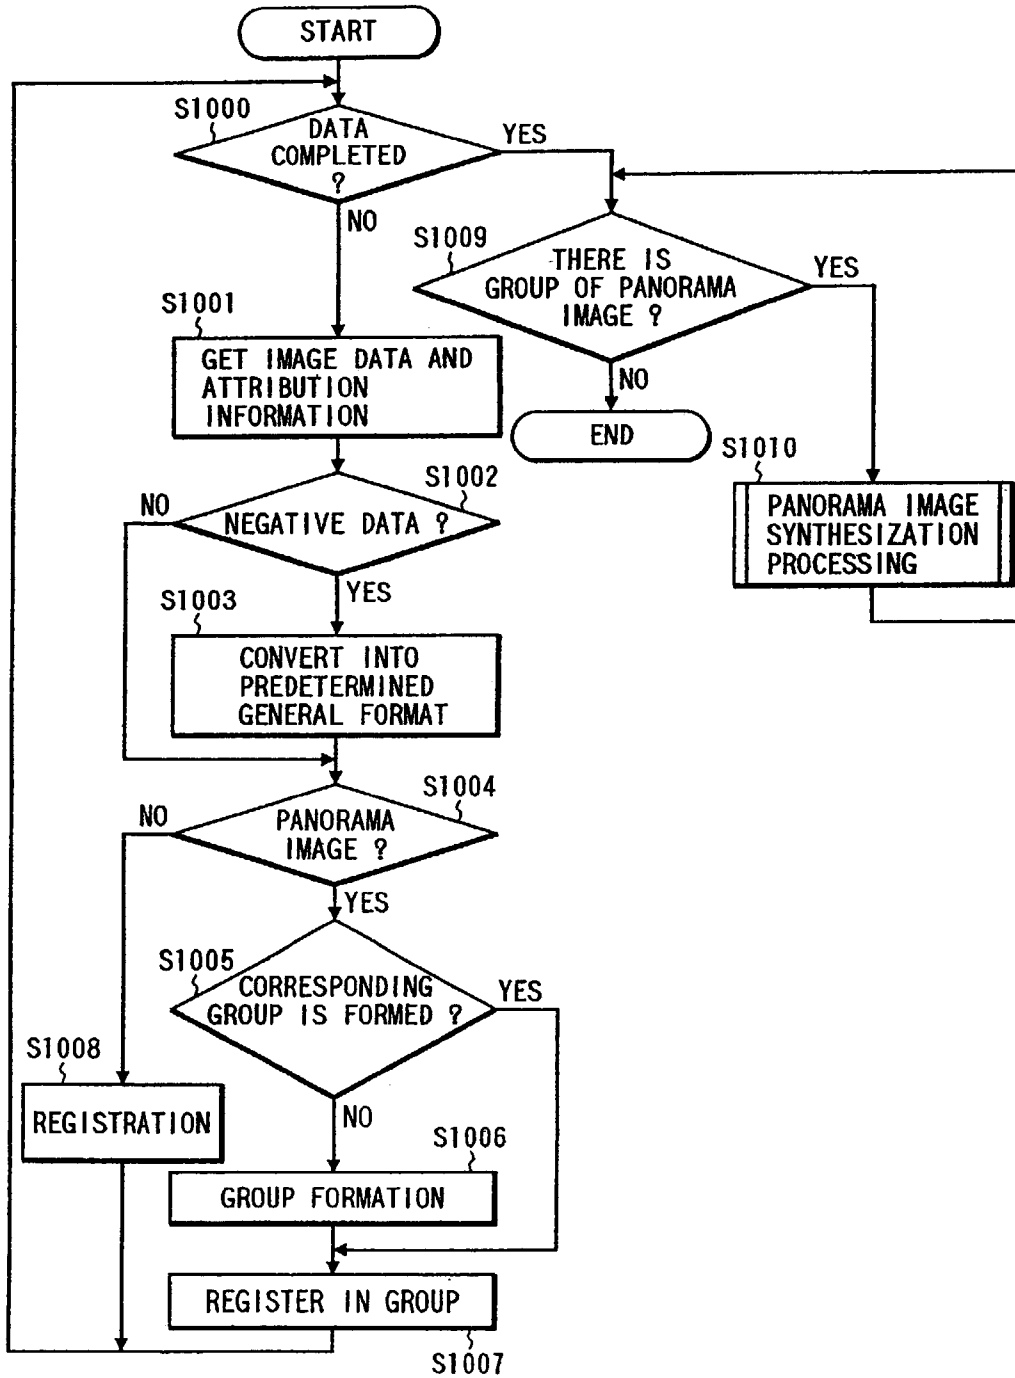 START
S1000
DATA
COMPLETED
?
YES
NO
S1009
THERE IS
GROUP OF PANORAMA
IMAGE ?
YES
NO
END
S1001
GET IMAGE DATA AND
ATTRIBUTION
INFORMATION
S1010
PANORAMA IMAGE
SYNTHESIZATION
PROCESSING
S1002
NEGATIVE DATA ?
NO
YES
S1003
CONVERT INTO
PREDETERMINED
GENERAL FORMAT
S1004
PANORAMA
IMAGE ?
NO
YES
S1005
CORRESPONDING
GROUP IS FORMED ?
YES
NO
S1008
REGISTRATION
S1006
GROUP FORMATION
REGISTER IN GROUP
S1007